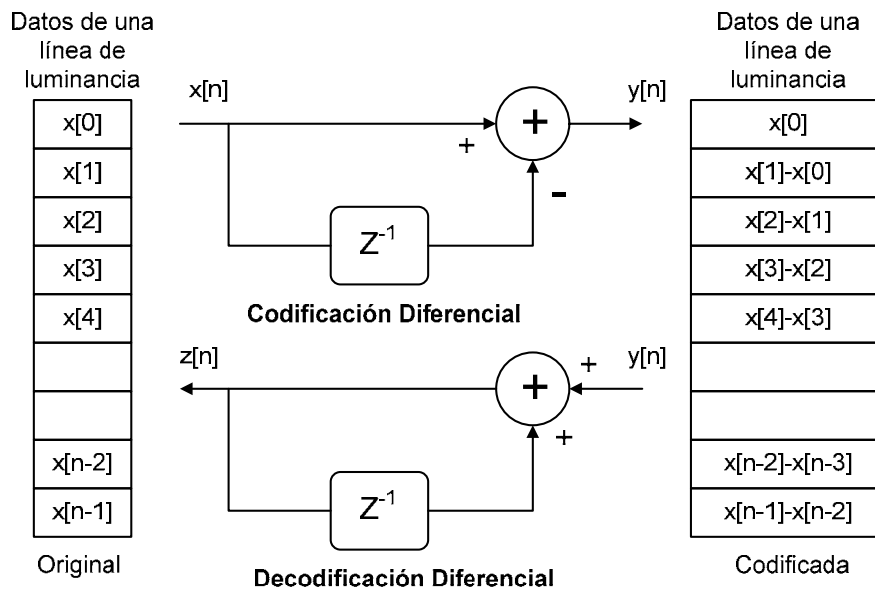 Datos de una
línea de
luminancia
x[0]
x[1]
x[2]
x[3]
x[4]
x[n-2]
x[n-1]
Original
x[n]
+
+
y[n]
-
Z-1
Codificación Diferencial
z[n]
+
+
y[n]
+
Z-1
Decodificación Diferencial
Datos de una
línea de
luminancia
x[0]
x[1]-x[0]
x[2]-x[1]
x[3]-x[2]
x[4]-x[3]
x[n-2]-x[n-3]
x[n-1]-x[n-2]
Codificada